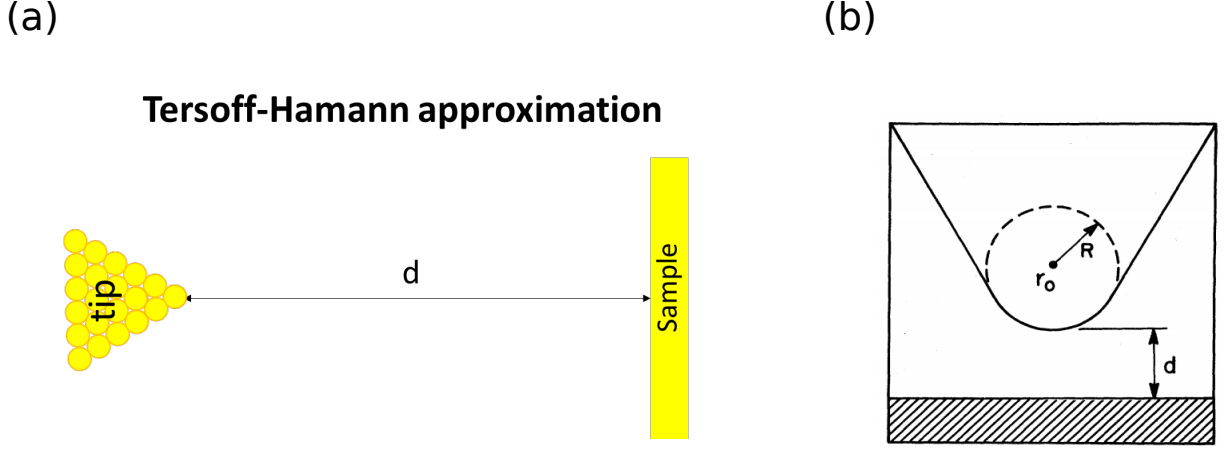 (a)
(b)
Tersoff-Hamann approximation
tip
d
Sample
R
r₀
d